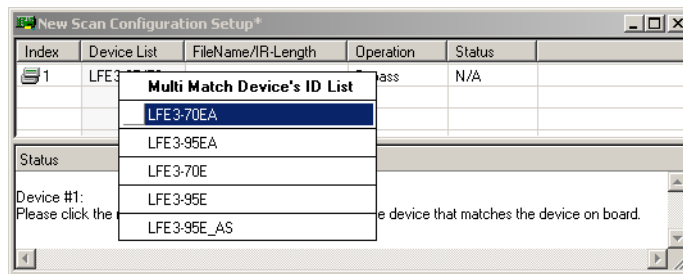 New Scan Configuration Setup*
Index Device List FileName/IR-Length Operation Status
1 LFE3 N/A
Multi Match Device's ID List
LFE3-70EA
LFE3-95EA
LFE3-70E
LFE3-95E
LFE3-95E_AS
Status
Device #1:
Please click the device that matches the device on board.